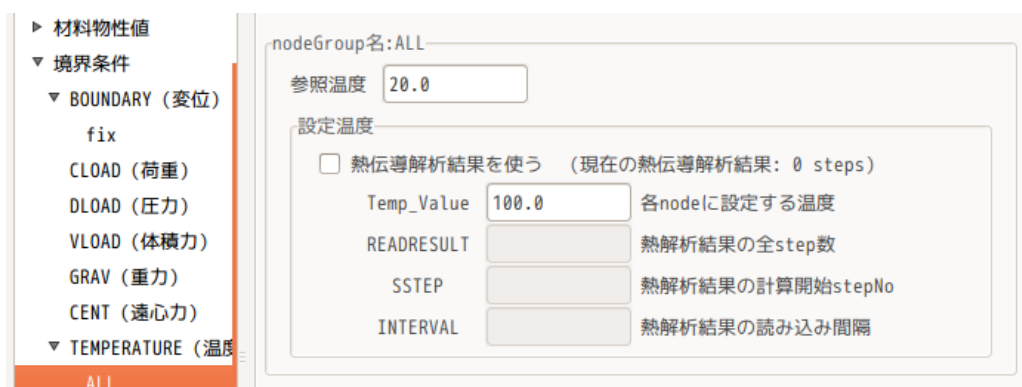 ▶ 材料物性値
▼ 境界条件
▼ BOUNDARY (変位)
fix
CLOAD (荷重)
DLOAD (圧力)
VLOAD (体積力)
GRAV (重力)
CENT (遠心力)
▼ TEMPERATURE (温度
ALL
nodeGroup名:ALL
参照温度 20.0
設定温度
熱伝導解析結果を使う (現在の熱伝導解析結果: 0 steps)
Temp_Value 100.0 各nodeに設定する温度
READRESULT 熱解析結果の全step数
SSTEP 熱解析結果の計算開始stepNo
INTERVAL 熱解析結果の読み込み間隔